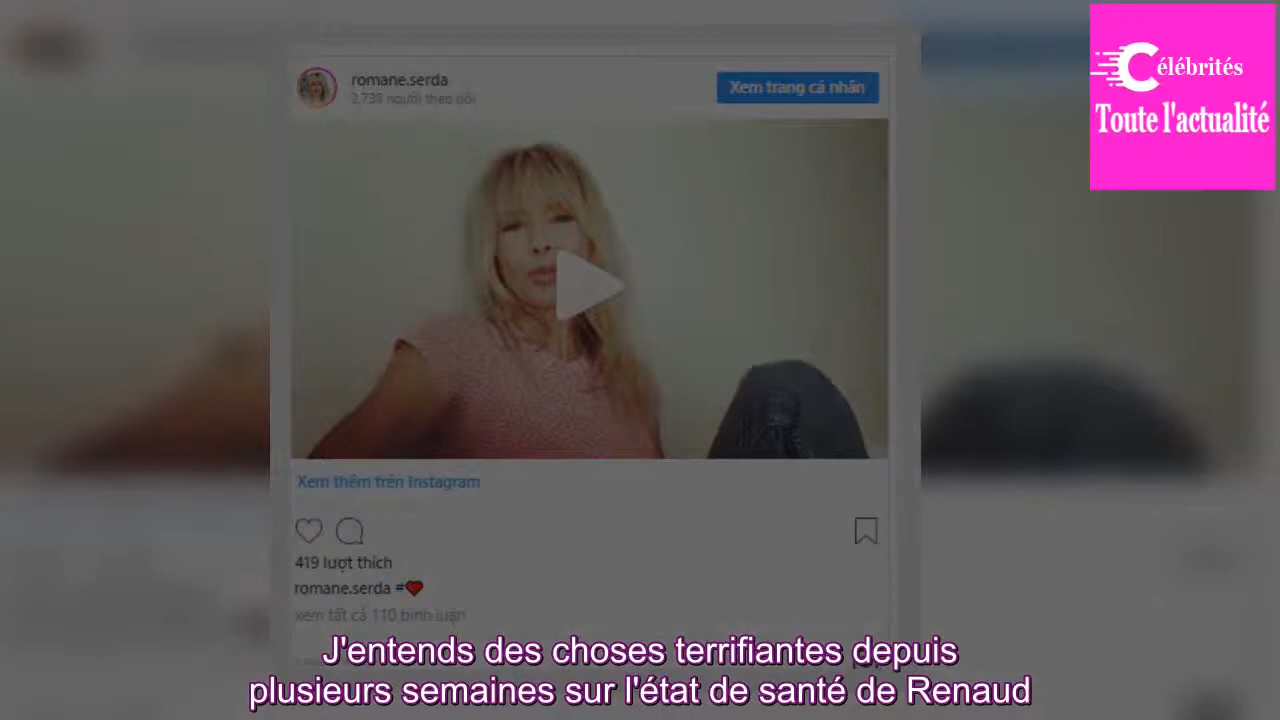 romane.serda
2.738 người theo dõi
Xem trang cá nhân
Célébrités
Toute l'actualité
Xem thêm trên Instagram
419 lượt thích
romane.serda #❤
xem tất cả 110 bình luận
J'entends des choses terrifiantes depuis
plusieurs semaines sur l'état de santé de Renaud